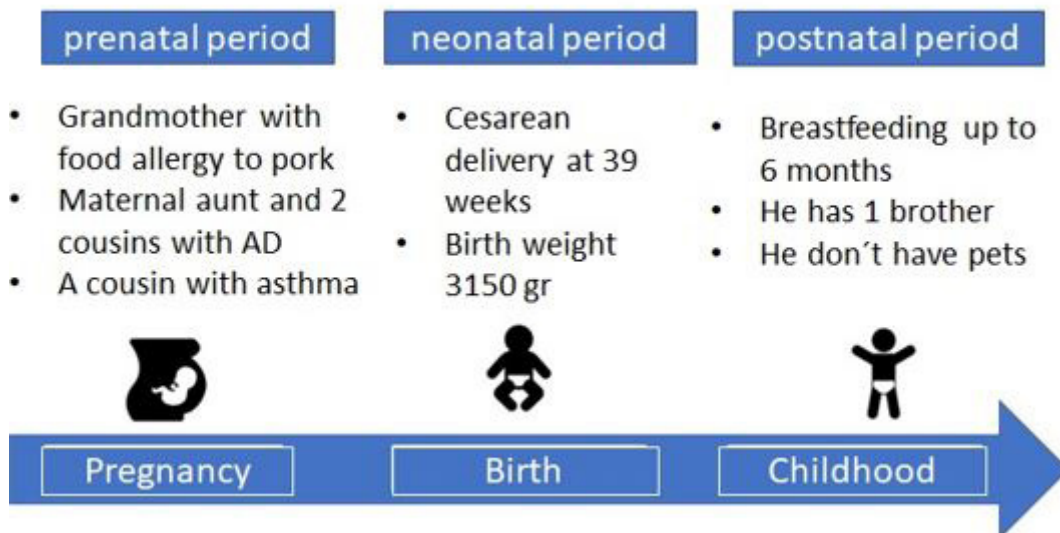 prenatal period
• Grandmother with
food allergy to pork
• Maternal aunt and 2
cousins with AD
• A cousin with asthma
Pregnancy
neonatal period
• Cesarean
delivery at 39
weeks
• Birth weight
3150 gr
Birth
postnatal period
• Breastfeeding up to
6 months
• He has 1 brother
• He don´t have pets
Childhood